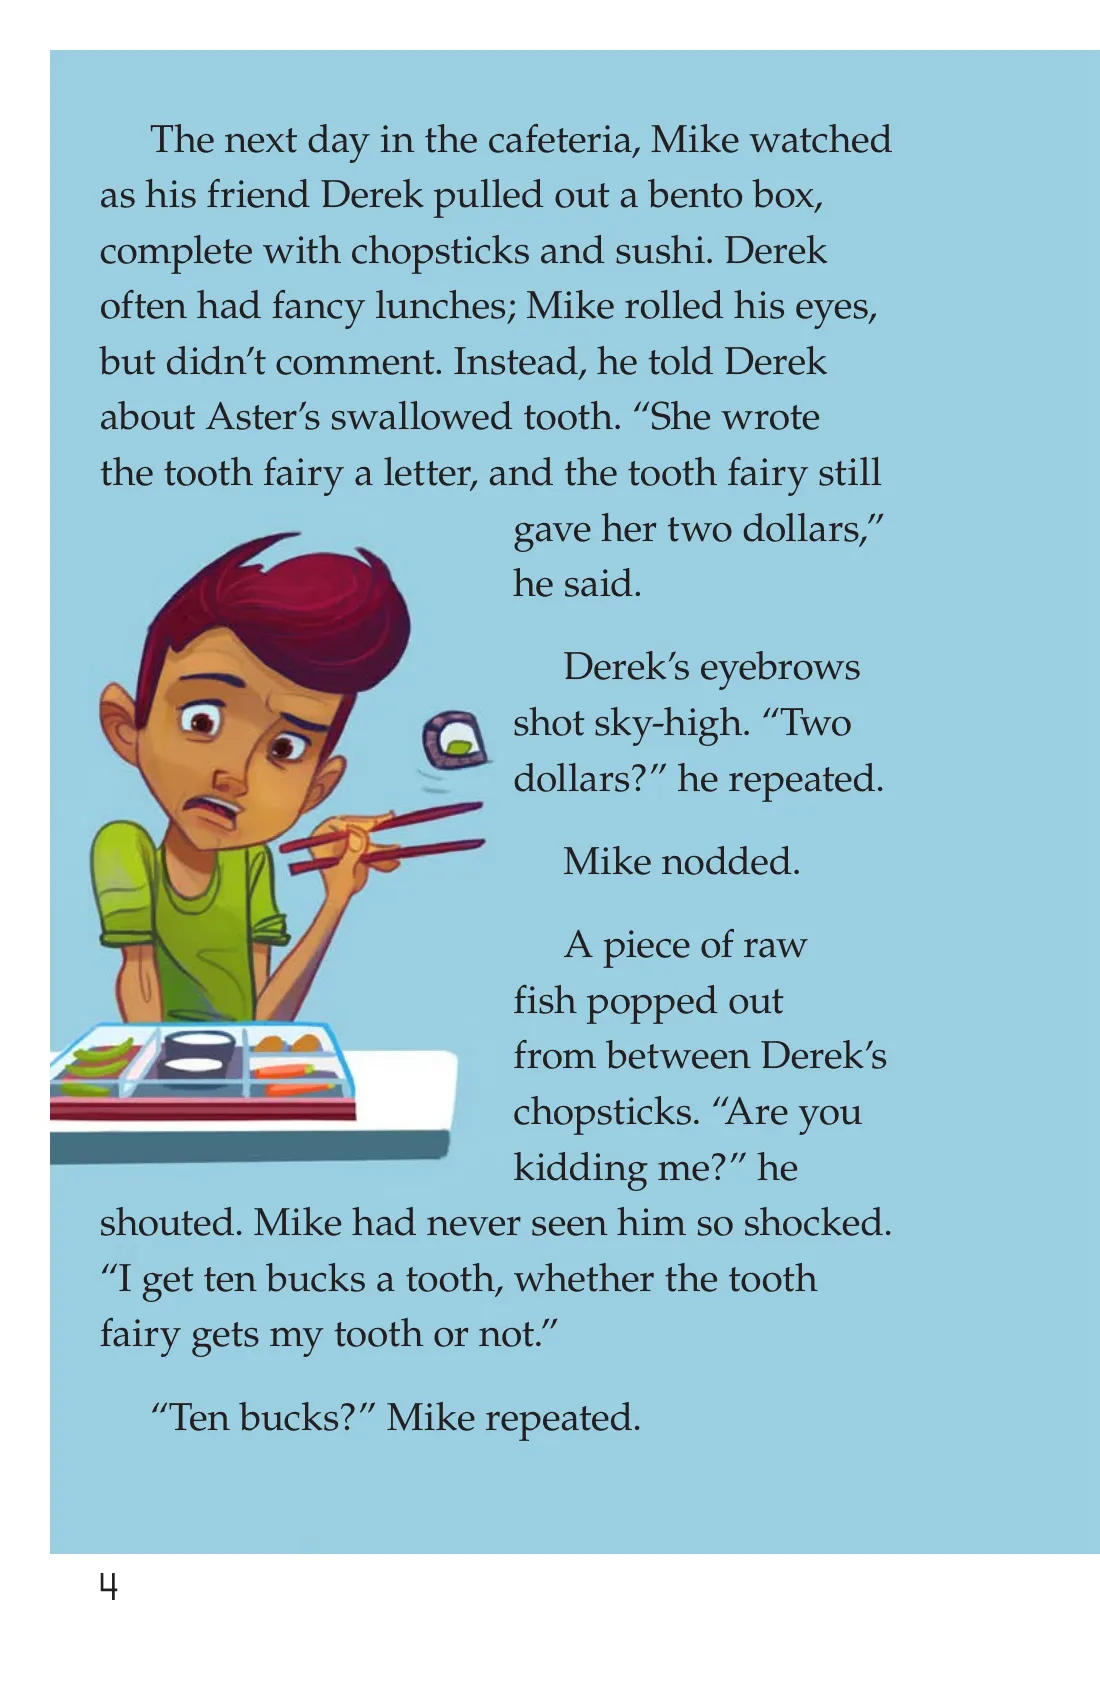 The next day in the cafeteria, Mike watched
as his friend Derek pulled out a bento box,
complete with chopsticks and sushi. Derek
often had fancy lunches; Mike rolled his eyes,
but didn’t comment. Instead, he told Derek
about Aster’s swallowed tooth. “She wrote
the tooth fairy a letter, and the tooth fairy still
gave her two dollars,”
he said.
Derek’s eyebrows
shot sky-high. “Two
dollars?” he repeated.
Mike nodded.
A piece of raw
fish popped out
from between Derek’s
chopsticks. “Are you
kidding me?” he
shouted. Mike had never seen him so shocked.
“I get ten bucks a tooth, whether the tooth
fairy gets my tooth or not.”
“Ten bucks?” Mike repeated.
4